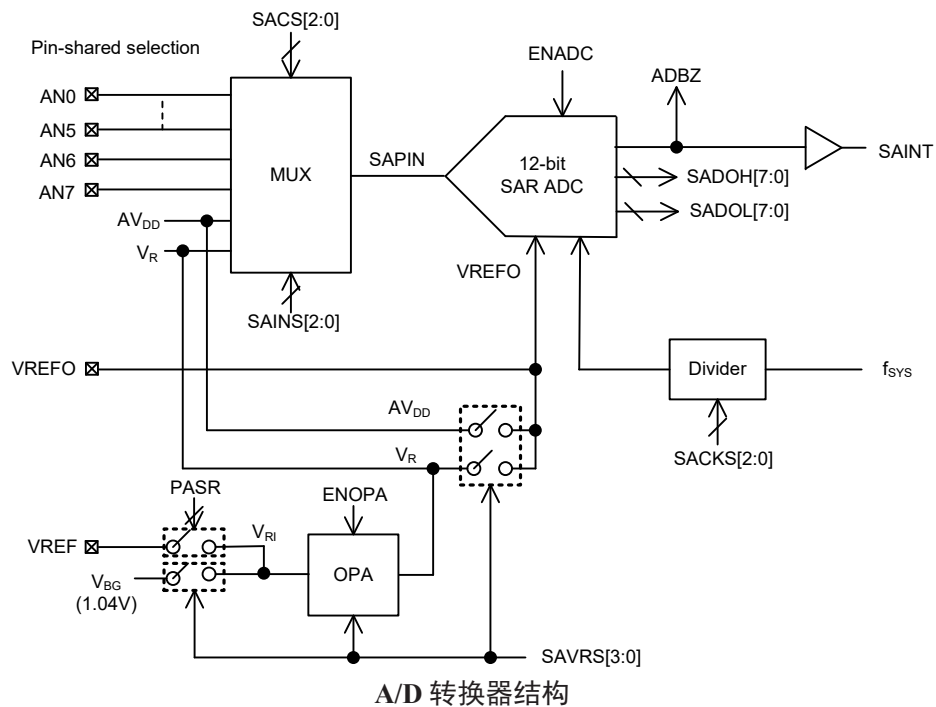 SACS[2:0]
Pin-shared selection
ENADC
ADBZ
AN0
AN5
AN6
AN7
AVDD
VR
MUX
SAPIN
12-bit
SAR ADC
SAINT
SADOH[7:0]
SADOL[7:0]
VREFO
SAINS[2:0]
VREFO
Divider
fSYS
AVDD
VR
SACKS[2:0]
PASR
ENOPA
VREF
VRI
VBG
(1.04V)
OPA
SAVRS[3:0]
A/D 转换器结构